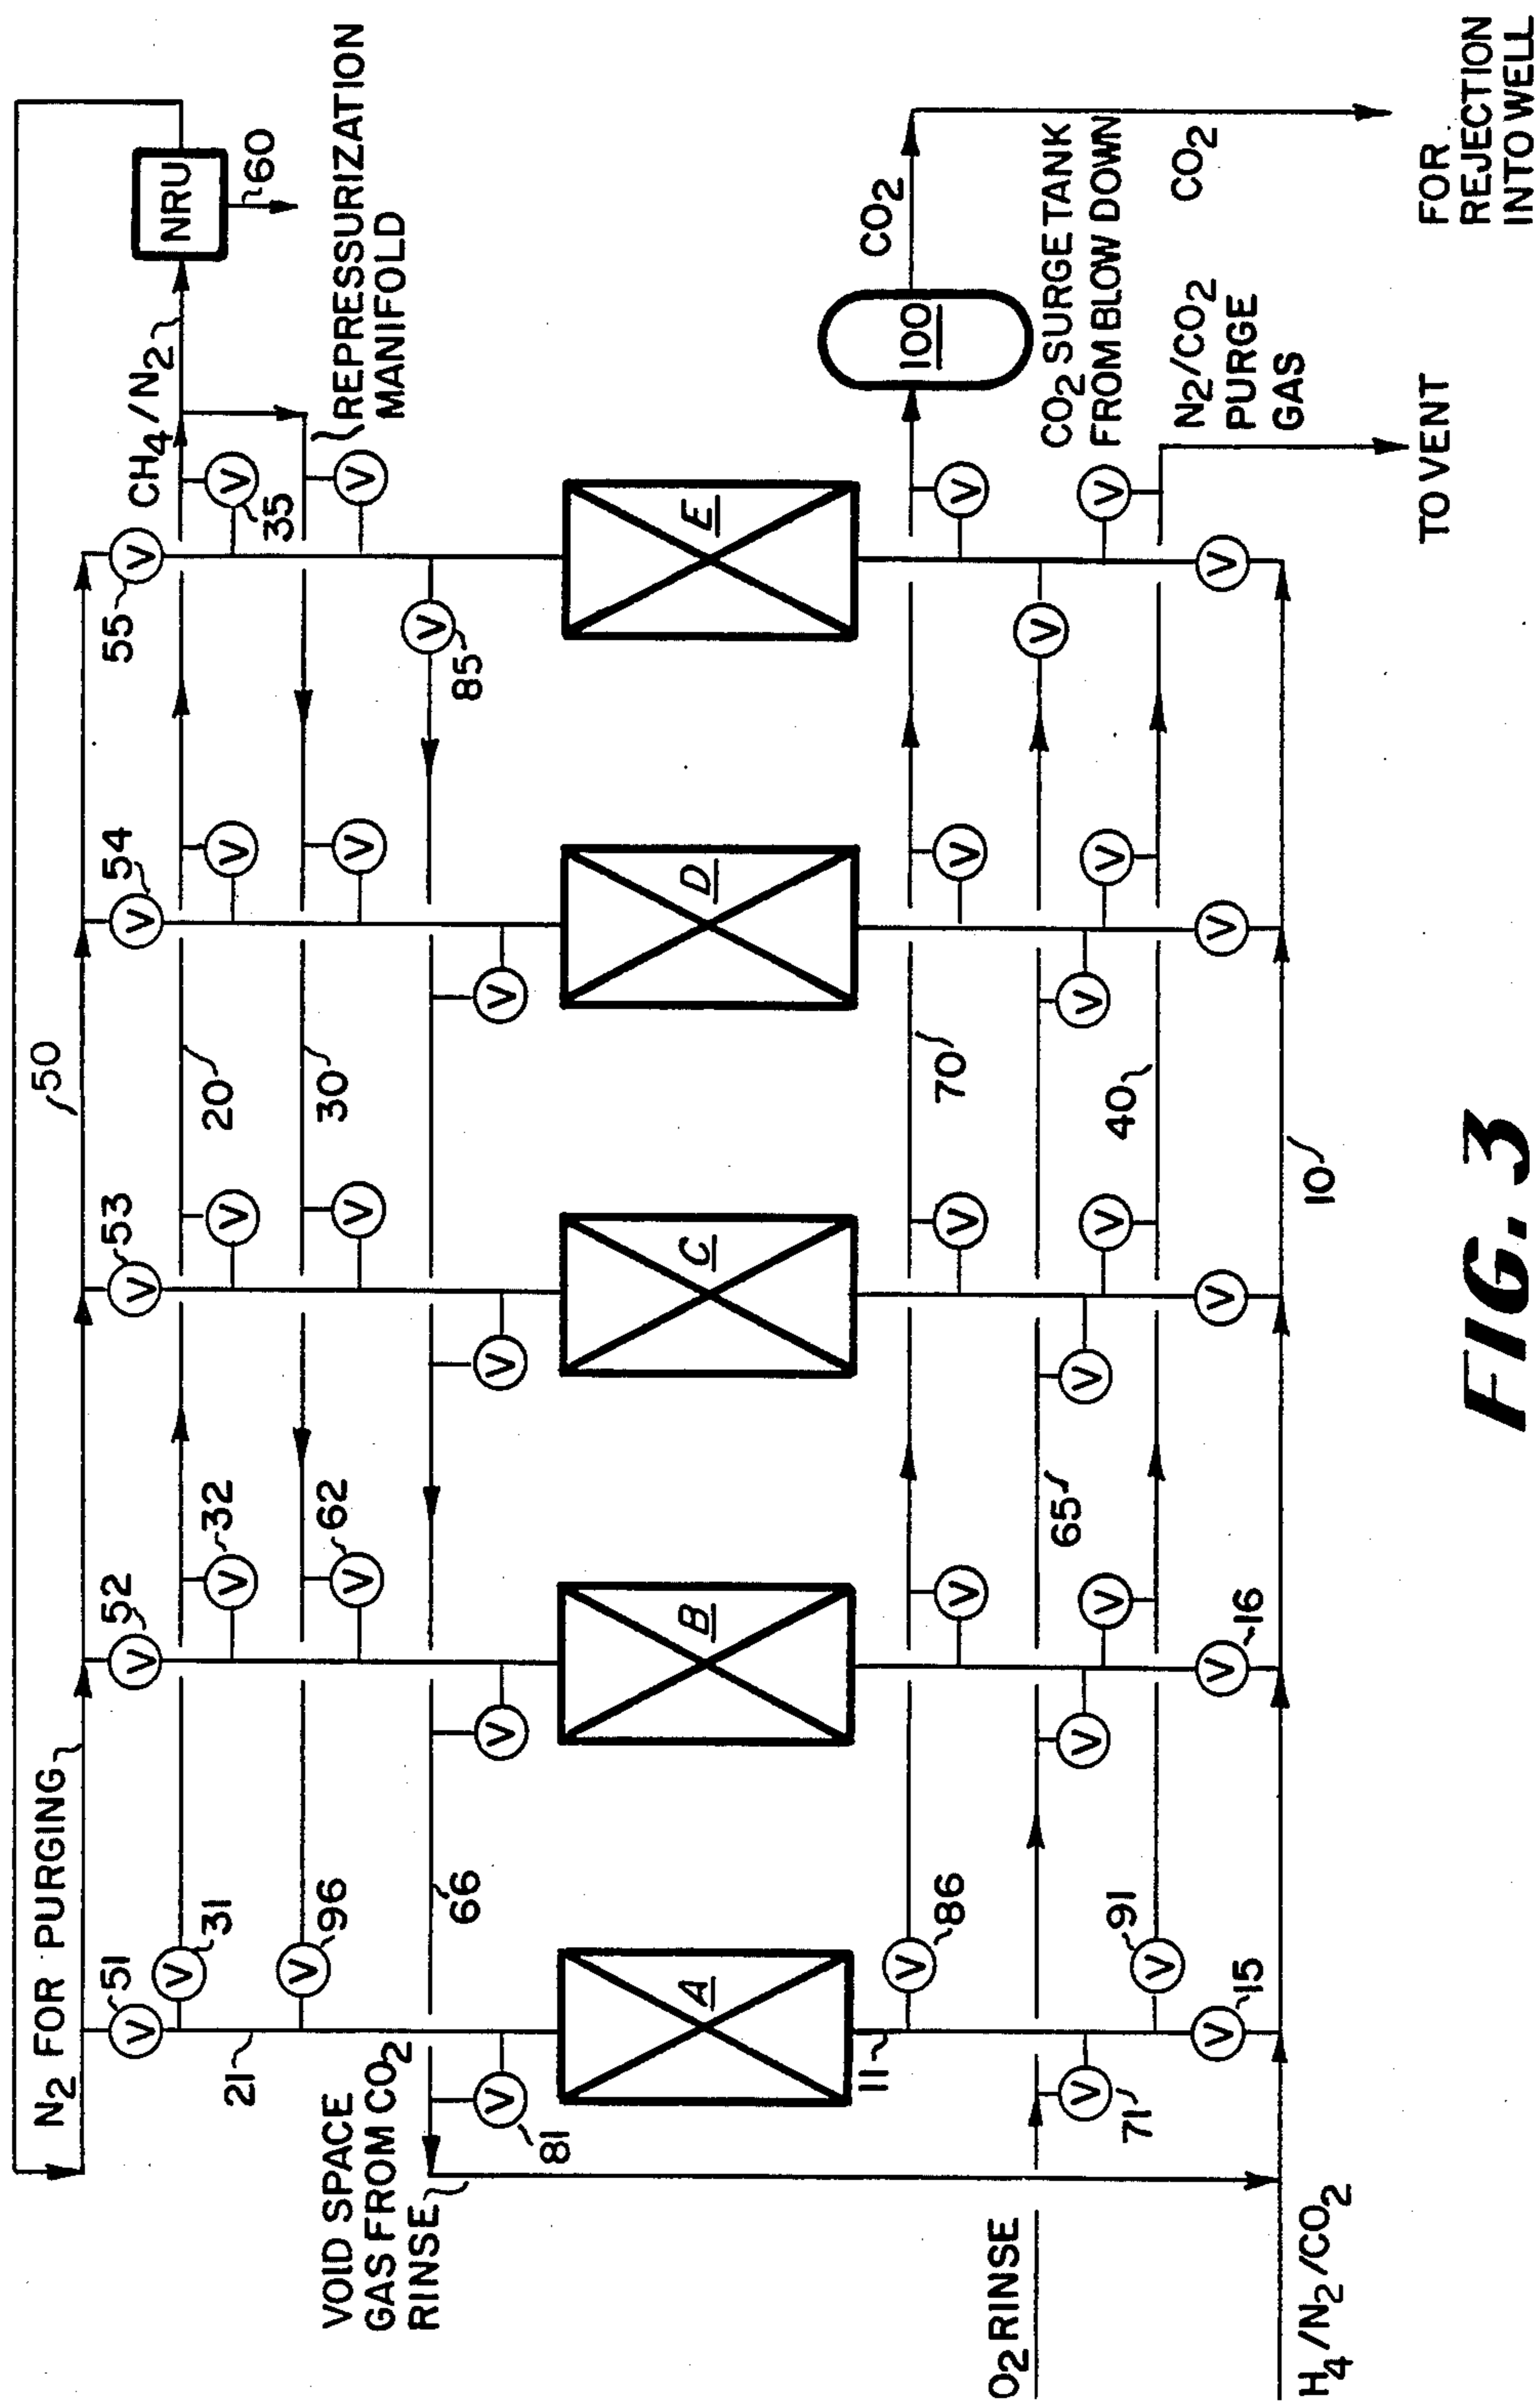 N2 FOR PURGING
50
51
52
53
54
55
V
V
V
V
V
CH4/N2
NRU
60
V
31
V
32
V
V
V
35
20
21
V
96
V
62
V
V
V
30
REPRESSURIZATION
MANIFOLD
VOID SPACE
GAS FROM CO2
RINSE
66
V
81
V
V
V
V
85
A
B
C
D
E
11
CO2
100
V
86
V
V
V
V
70
O2 RINSE
V
71
V
V
V
V
65
CO2 SURGE TANK
FROM BLOW DOWN
V
91
V
V
V
V
40
N2/CO2
PURGE
GAS
CO2
V
15
V
16
V
V
V
H4/N2/CO2
10
TO VENT
FOR
REJECTION
INTO WELL
FIG. 3